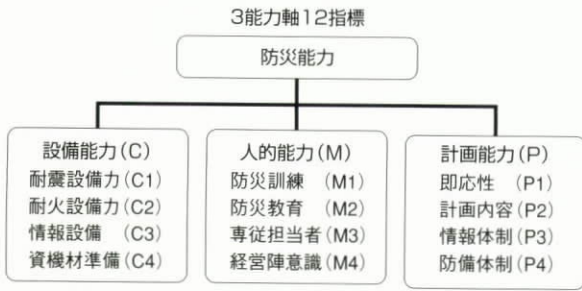 3能力軸12指標
防災能力
設備能力(C)
耐震設備力(C1)
耐火設備力(C2)
情報設備 (C3)
資機材準備(C4)
人的能力(M)
防災訓練 (M1)
防災教育 (M2)
専従担当者(M3)
経営陣意識(M4)
計画能力(P)
即応性 (P1)
計画内容(P2)
情報体制(P3)
防備体制(P4)